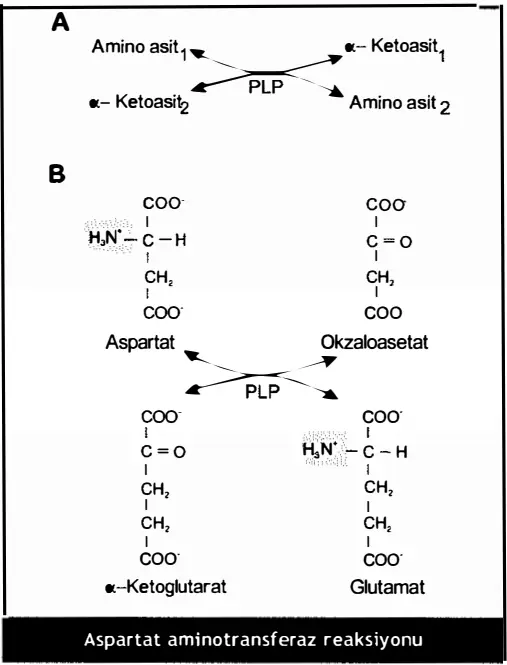 A
Amino asit1 α– Ketoasit1
PLP
α– Ketoasit2 Amino asit 2
B
COO⁻ COO⁻
H₃N⁺ – C – H C = O
CH₂ CH₂
COO⁻ COO
Aspartat Okzaloasetat
PLP
COO⁻ COO⁻
C = O H₃N⁺ – C – H
CH₂ CH₂
CH₂ CH₂
COO⁻ COO⁻
α–Ketoglutarat Glutamat
Aspartat aminotransferaz reaksiyonu